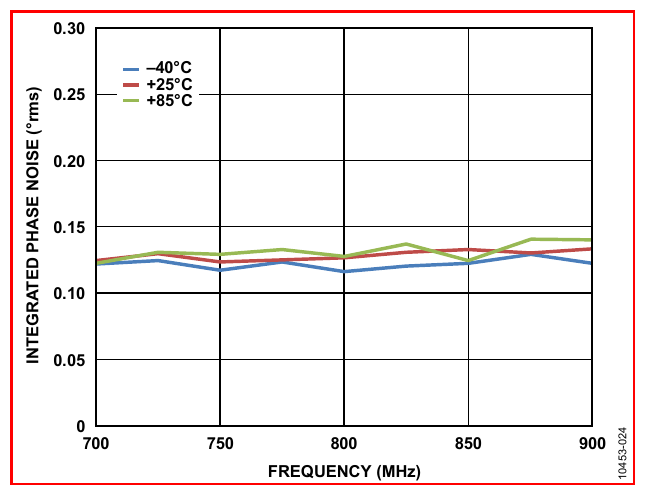 INTEGRATED PHASE NOISE (°rms)
0.30
0.25
0.20
0.15
0.10
0.05
0
–40°C
+25°C
+85°C
700
750
800
850
900
FREQUENCY (MHz)
10453-024